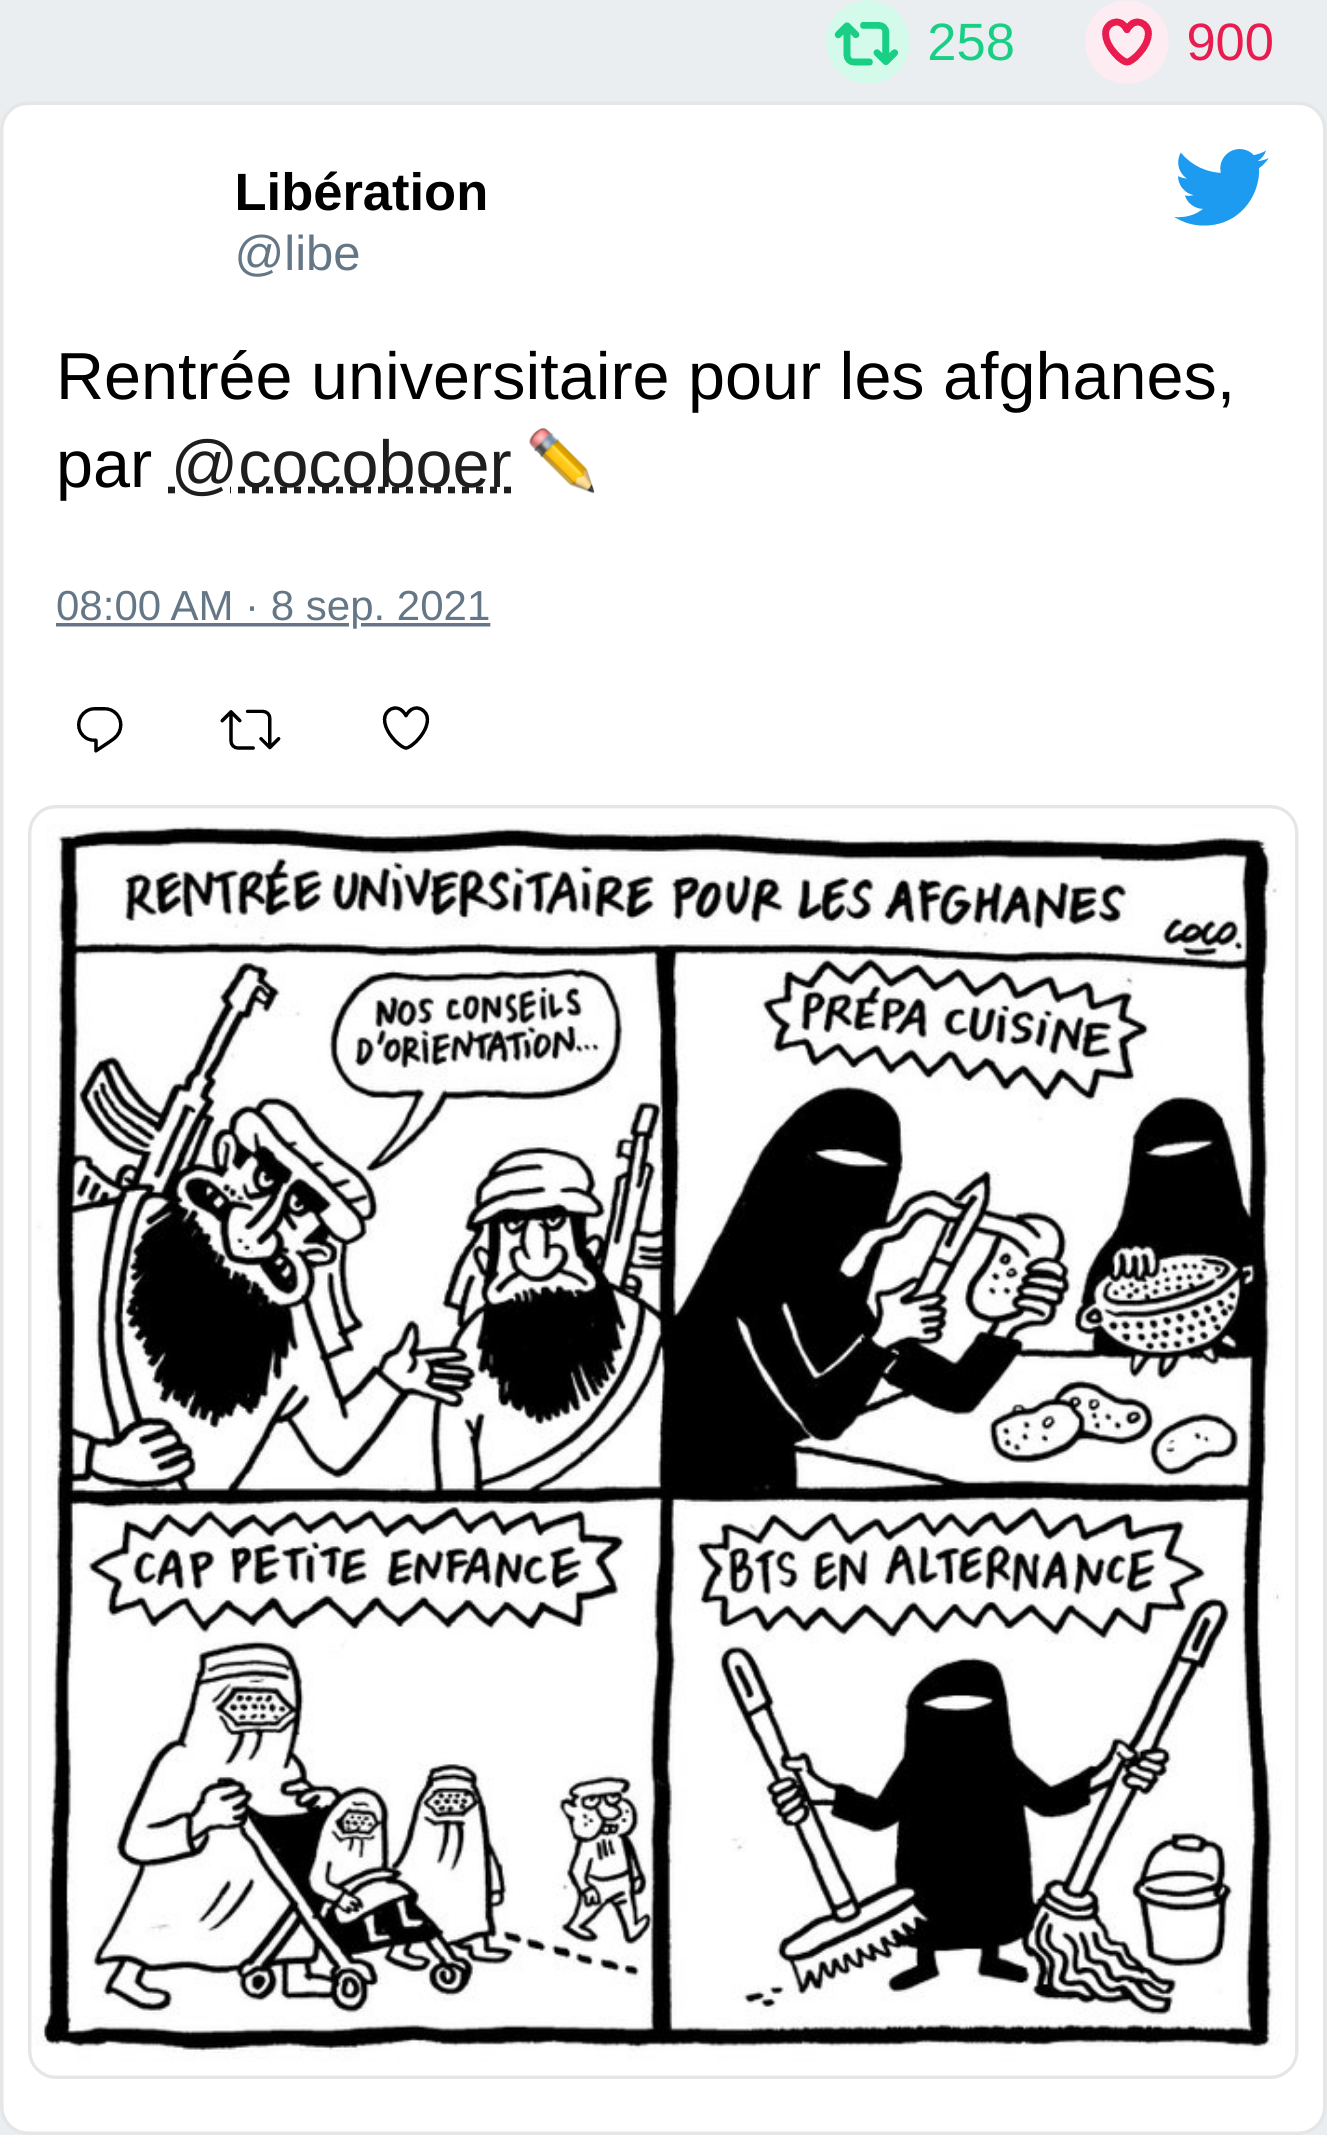 258 900
Libération
@libe
Rentrée universitaire pour les afghanes,
par @cocoboer ✏️
08:00 AM · 8 sep. 2021
RENTRÉE UNiVERSiTAiRE POUR LES AFGHANES
COCO.
NOS CONSEiLS
D'ORiENTATiON...
PRÉPA CUiSiNE
CAP PETiTE ENFANCE
BTS EN ALTERNANCE